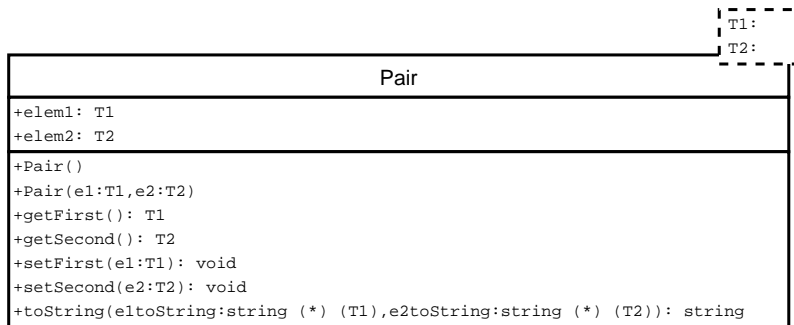 T1:
T2:
Pair
+elem1: T1
+elem2: T2
+Pair()
+Pair(e1:T1,e2:T2)
+getFirst(): T1
+getSecond(): T2
+setFirst(e1:T1): void
+setSecond(e2:T2): void
+toString(e1toString:string (*) (T1),e2toString:string (*) (T2)): string